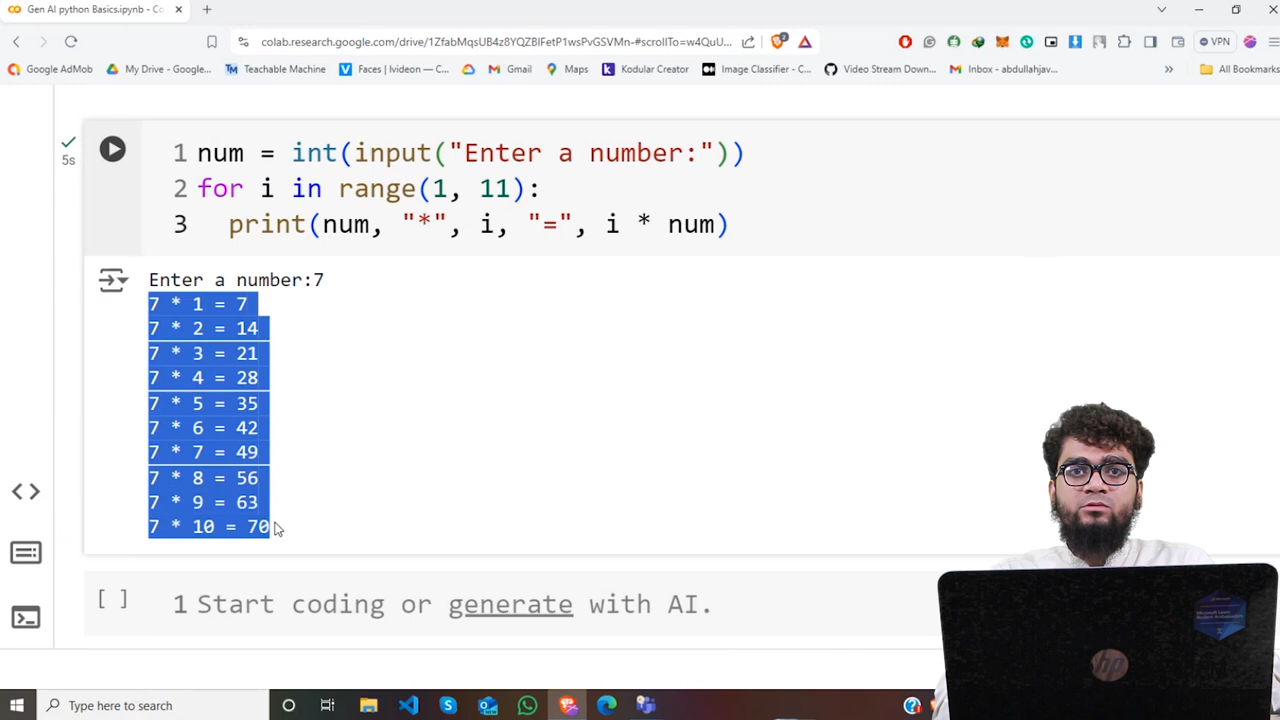 Gen AI python Basics.ipynb - Co
colab.research.google.com/drive/1ZfabMqsUB4z8YQZBlFetP1wsPvGSVMn-#scrollTo=w4QuU...
VPN
Google AdMob
My Drive - Google...
Teachable Machine
Faces | Ivideon — C...
Gmail
Maps
Kodular Creator
Image Classifier - C...
Video Stream Down...
Inbox - abdullahjav...
»
All Bookmarks
5s
1 num = int(input("Enter a number:"))
2 for i in range(1, 11):
3 print(num, "*", i, "=", i * num)
Enter a number:7
7 * 1 = 7
7 * 2 = 14
7 * 3 = 21
7 * 4 = 28
7 * 5 = 35
7 * 6 = 42
7 * 7 = 49
7 * 8 = 56
7 * 9 = 63
7 * 10 = 70
[ ] 1 Start coding or generate with AI.
hp
Type here to search